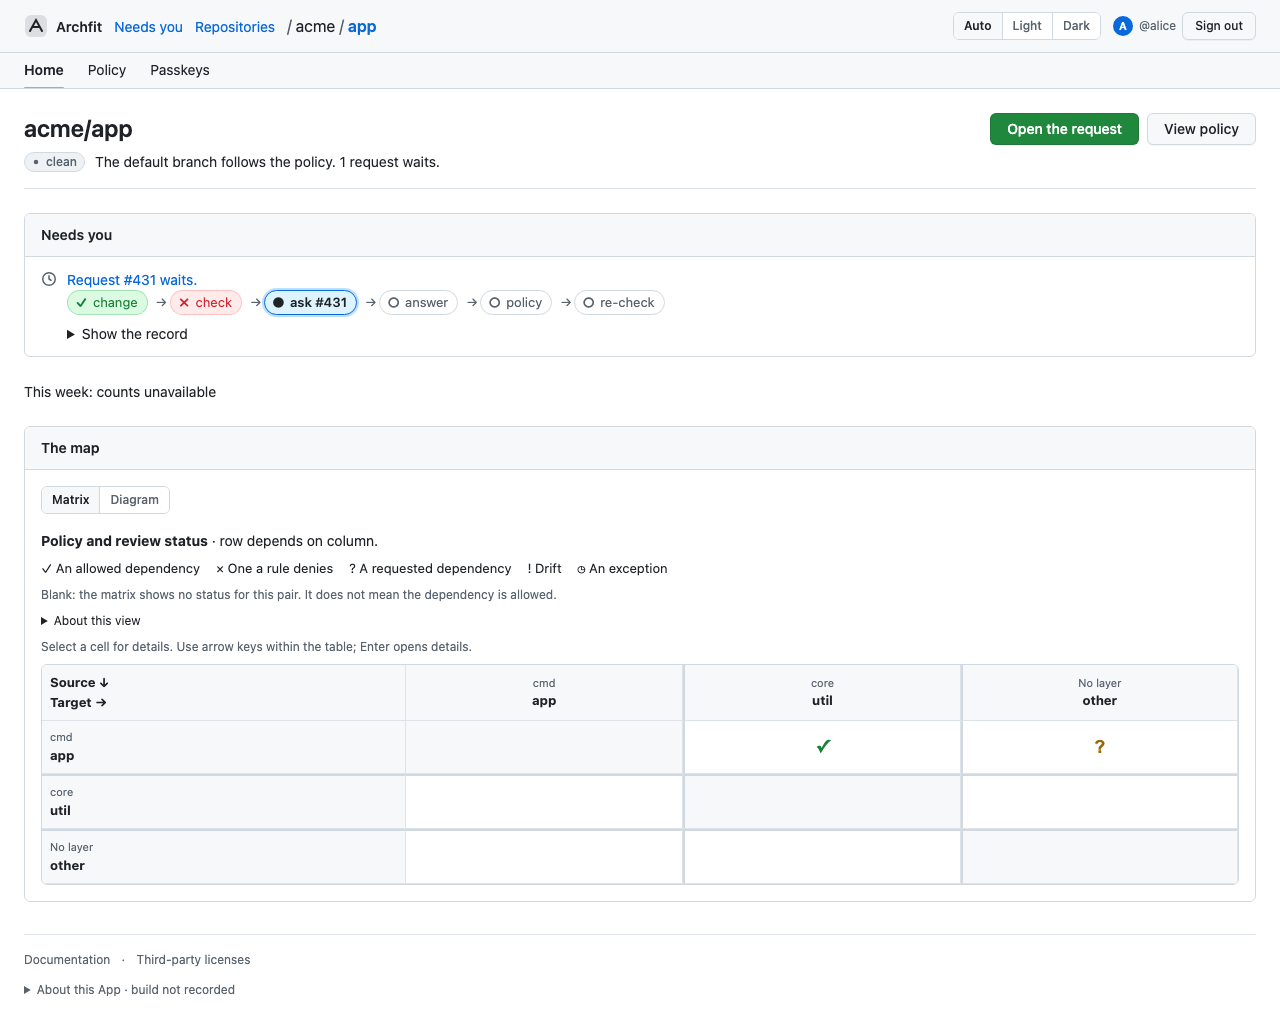 A Archfit Needs you Repositories / acme / app Auto Light Dark A @alice Sign out
Home Policy Passkeys
acme/app Open the request View policy
clean The default branch follows the policy. 1 request waits.
Needs you
Request #431 waits.
✓ change → ✕ check → ● ask #431 → ○ answer → ○ policy → ○ re-check
▶ Show the record
This week: counts unavailable
The map
Matrix Diagram
Policy and review status · row depends on column.
✓ An allowed dependency × One a rule denies ? A requested dependency ! Drift ◷ An exception
Blank: the matrix shows no status for this pair. It does not mean the dependency is allowed.
▶ About this view
Select a cell for details. Use arrow keys within the table; Enter opens details.
Source ↓ cmd core No layer
Target → app util other
cmd
app ✓ ?
core
util
No layer
other
Documentation · Third-party licenses
▶ About this App · build not recorded